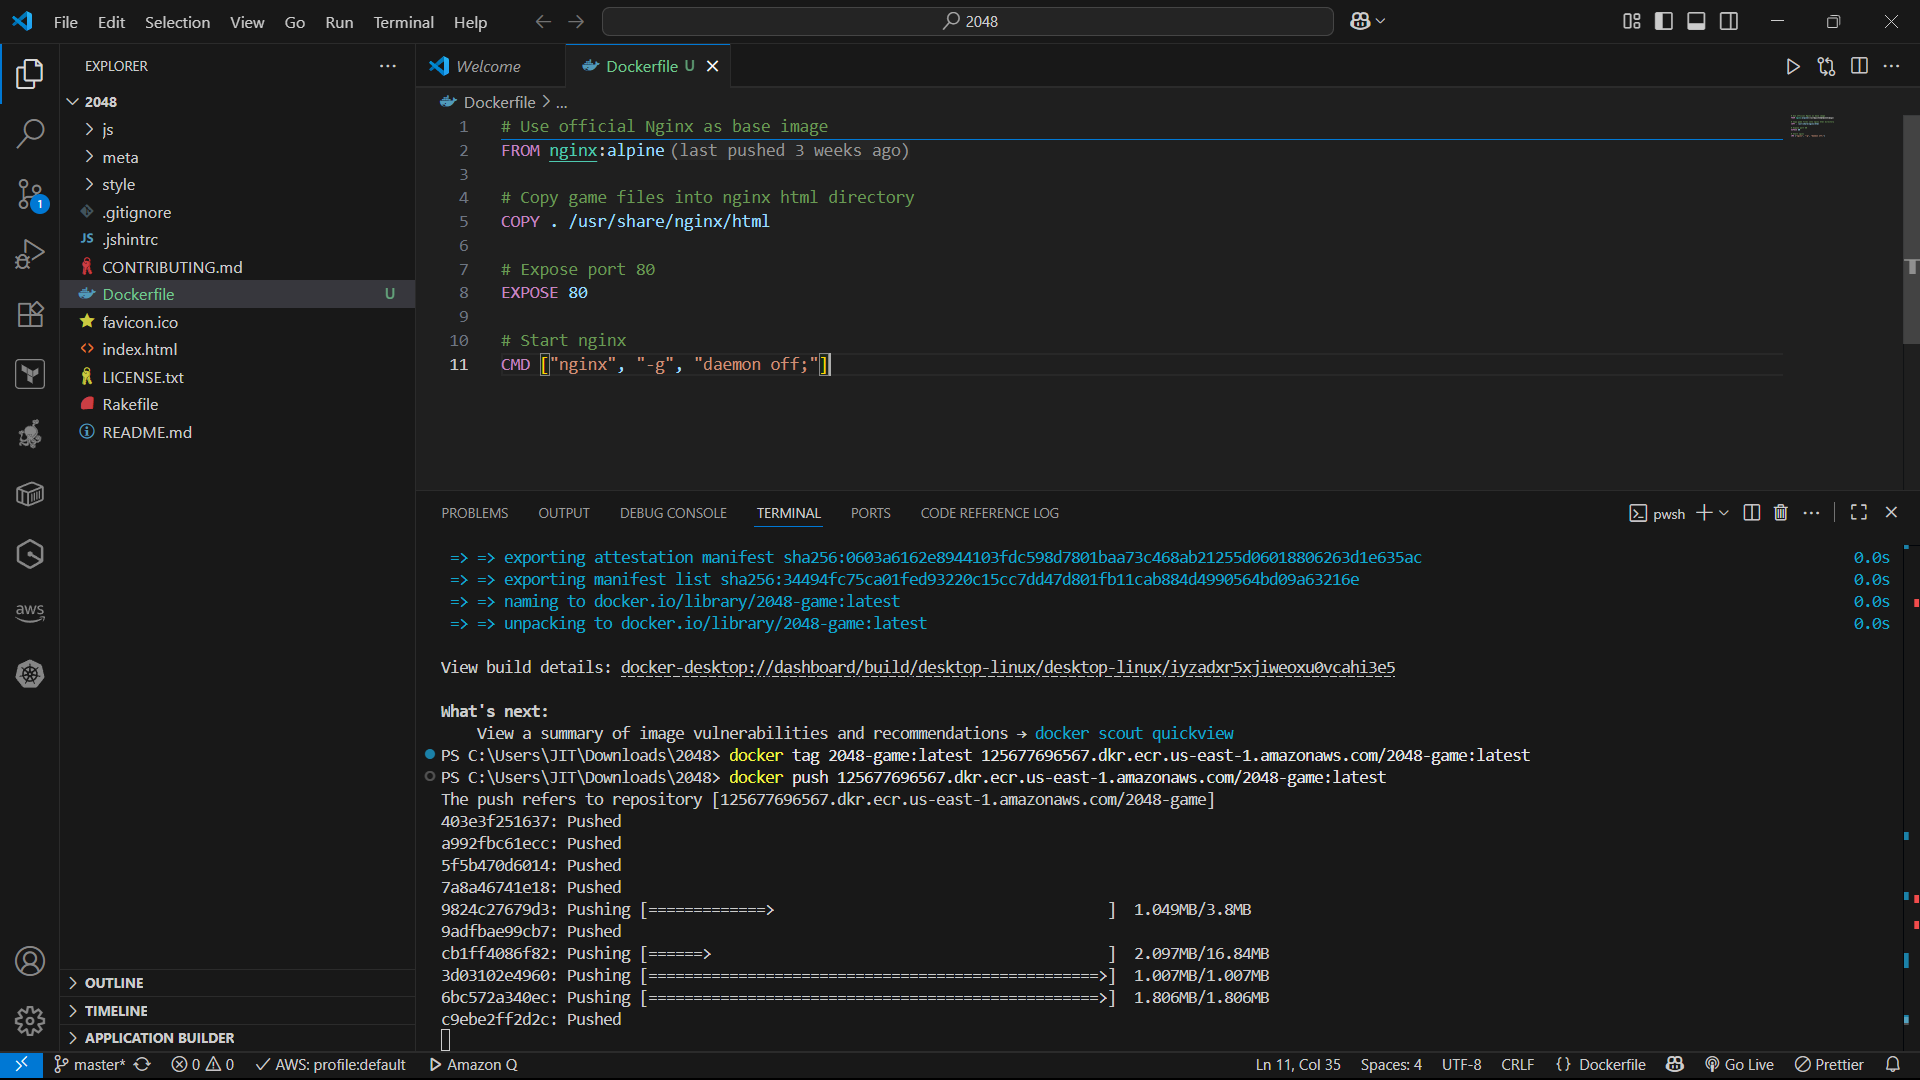 File Edit Selection View Go Run Terminal Help
2048
EXPLORER
Welcome
Dockerfile U
2048
js
meta
style
.gitignore
JS .jshintrc
CONTRIBUTING.md
Dockerfile U
favicon.ico
index.html
LICENSE.txt
Rakefile
README.md
OUTLINE
TIMELINE
APPLICATION BUILDER
1
aws
Dockerfile > ...
1 # Use official Nginx as base image
2 FROM nginx:alpine (last pushed 3 weeks ago)
3
4 # Copy game files into nginx html directory
5 COPY . /usr/share/nginx/html
6
7 # Expose port 80
8 EXPOSE 80
9
10 # Start nginx
11 CMD ["nginx", "-g", "daemon off;"]
PROBLEMS OUTPUT DEBUG CONSOLE TERMINAL PORTS CODE REFERENCE LOG
pwsh
=> => exporting attestation manifest sha256:0603a6162e8944103fdc598d7801baa73c468ab21255d06018806263d1e635ac 0.0s
=> => exporting manifest list sha256:34494fc75ca01fed93220c15cc7dd47d801fb11cab884d4990564bd09a63216e 0.0s
=> => naming to docker.io/library/2048-game:latest 0.0s
=> => unpacking to docker.io/library/2048-game:latest 0.0s
View build details: docker-desktop://dashboard/build/desktop-linux/desktop-linux/iyzadxr5xjiweoxu0vcahi3e5
What's next:
View a summary of image vulnerabilities and recommendations → docker scout quickview
PS C:\Users\JIT\Downloads\2048> docker tag 2048-game:latest 125677696567.dkr.ecr.us-east-1.amazonaws.com/2048-game:latest
PS C:\Users\JIT\Downloads\2048> docker push 125677696567.dkr.ecr.us-east-1.amazonaws.com/2048-game:latest
The push refers to repository [125677696567.dkr.ecr.us-east-1.amazonaws.com/2048-game]
403e3f251637: Pushed
a992fbc61ecc: Pushed
5f5b470d6014: Pushed
7a8a46741e18: Pushed
9824c27679d3: Pushing [=============> ] 1.049MB/3.8MB
9adfbae99cb7: Pushed
cb1ff4086f82: Pushing [======> ] 2.097MB/16.84MB
3d03102e4960: Pushing [==================================================>] 1.007MB/1.007MB
6bc572a340ec: Pushing [==================================================>] 1.806MB/1.806MB
c9ebe2ff2d2c: Pushed
master* 0 0 AWS: profile:default Amazon Q Ln 11, Col 35 Spaces: 4 UTF-8 CRLF {} Dockerfile Go Live Prettier